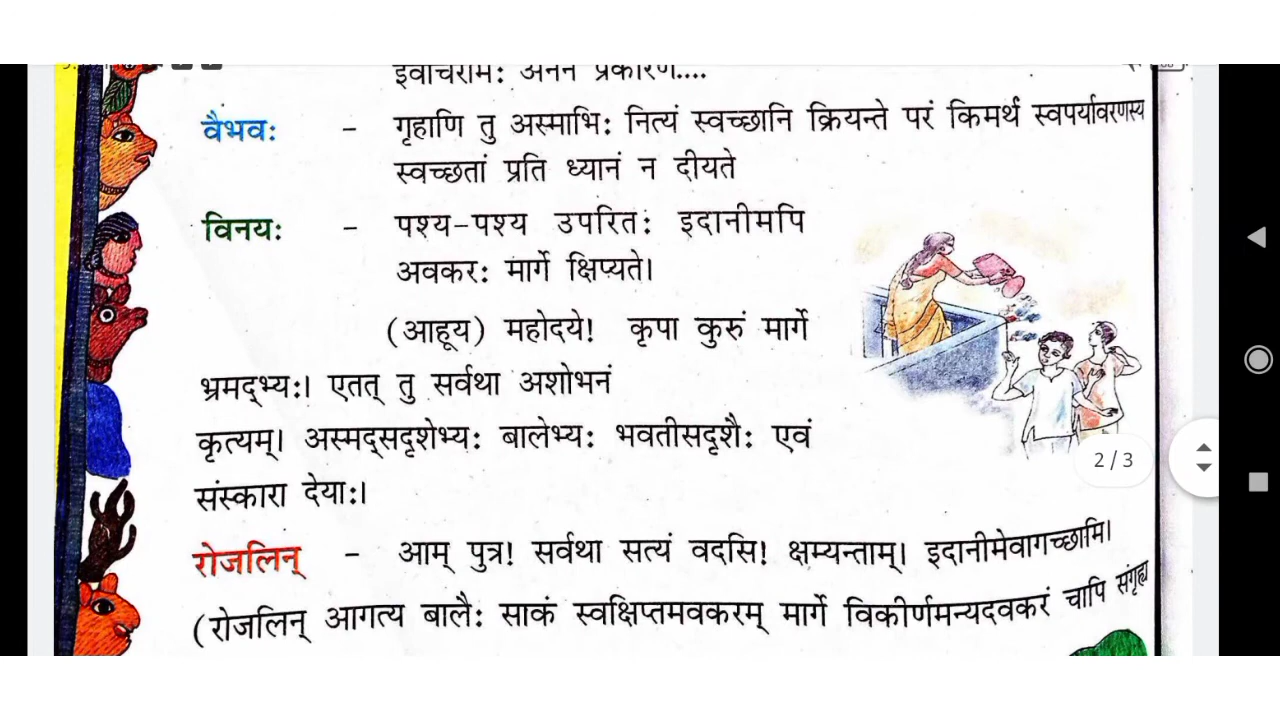 वैभवः - गृहाणि तु अस्माभिः नित्यं स्वच्छानि क्रियन्ते परं किमर्थं स्वपर्यावरणस्य
स्वच्छतां प्रति ध्यानं न दीयते
विनयः - पश्य-पश्य उपरितः इदानीमपि
अवकरः मार्गे क्षिप्यते।
(आहूय) महोदये! कृपा कुरुं मार्गे
भ्रमद्भ्यः। एतत् तु सर्वथा अशोभनं
कृत्यम्। अस्मद्सदृशेभ्यः बालेभ्यः भवतीसदृशैः एवं
2 / 3
संस्कारा देयाः।
रोजलिन् - आम् पुत्र! सर्वथा सत्यं वदसि! क्षम्यन्ताम्। इदानीमेवागच्छामि।
(रोजलिन् आगत्य बालैः साकं स्वक्षिप्तमवकरम् मार्गे विकीर्णमन्यदवकरं चापि संगृह्य